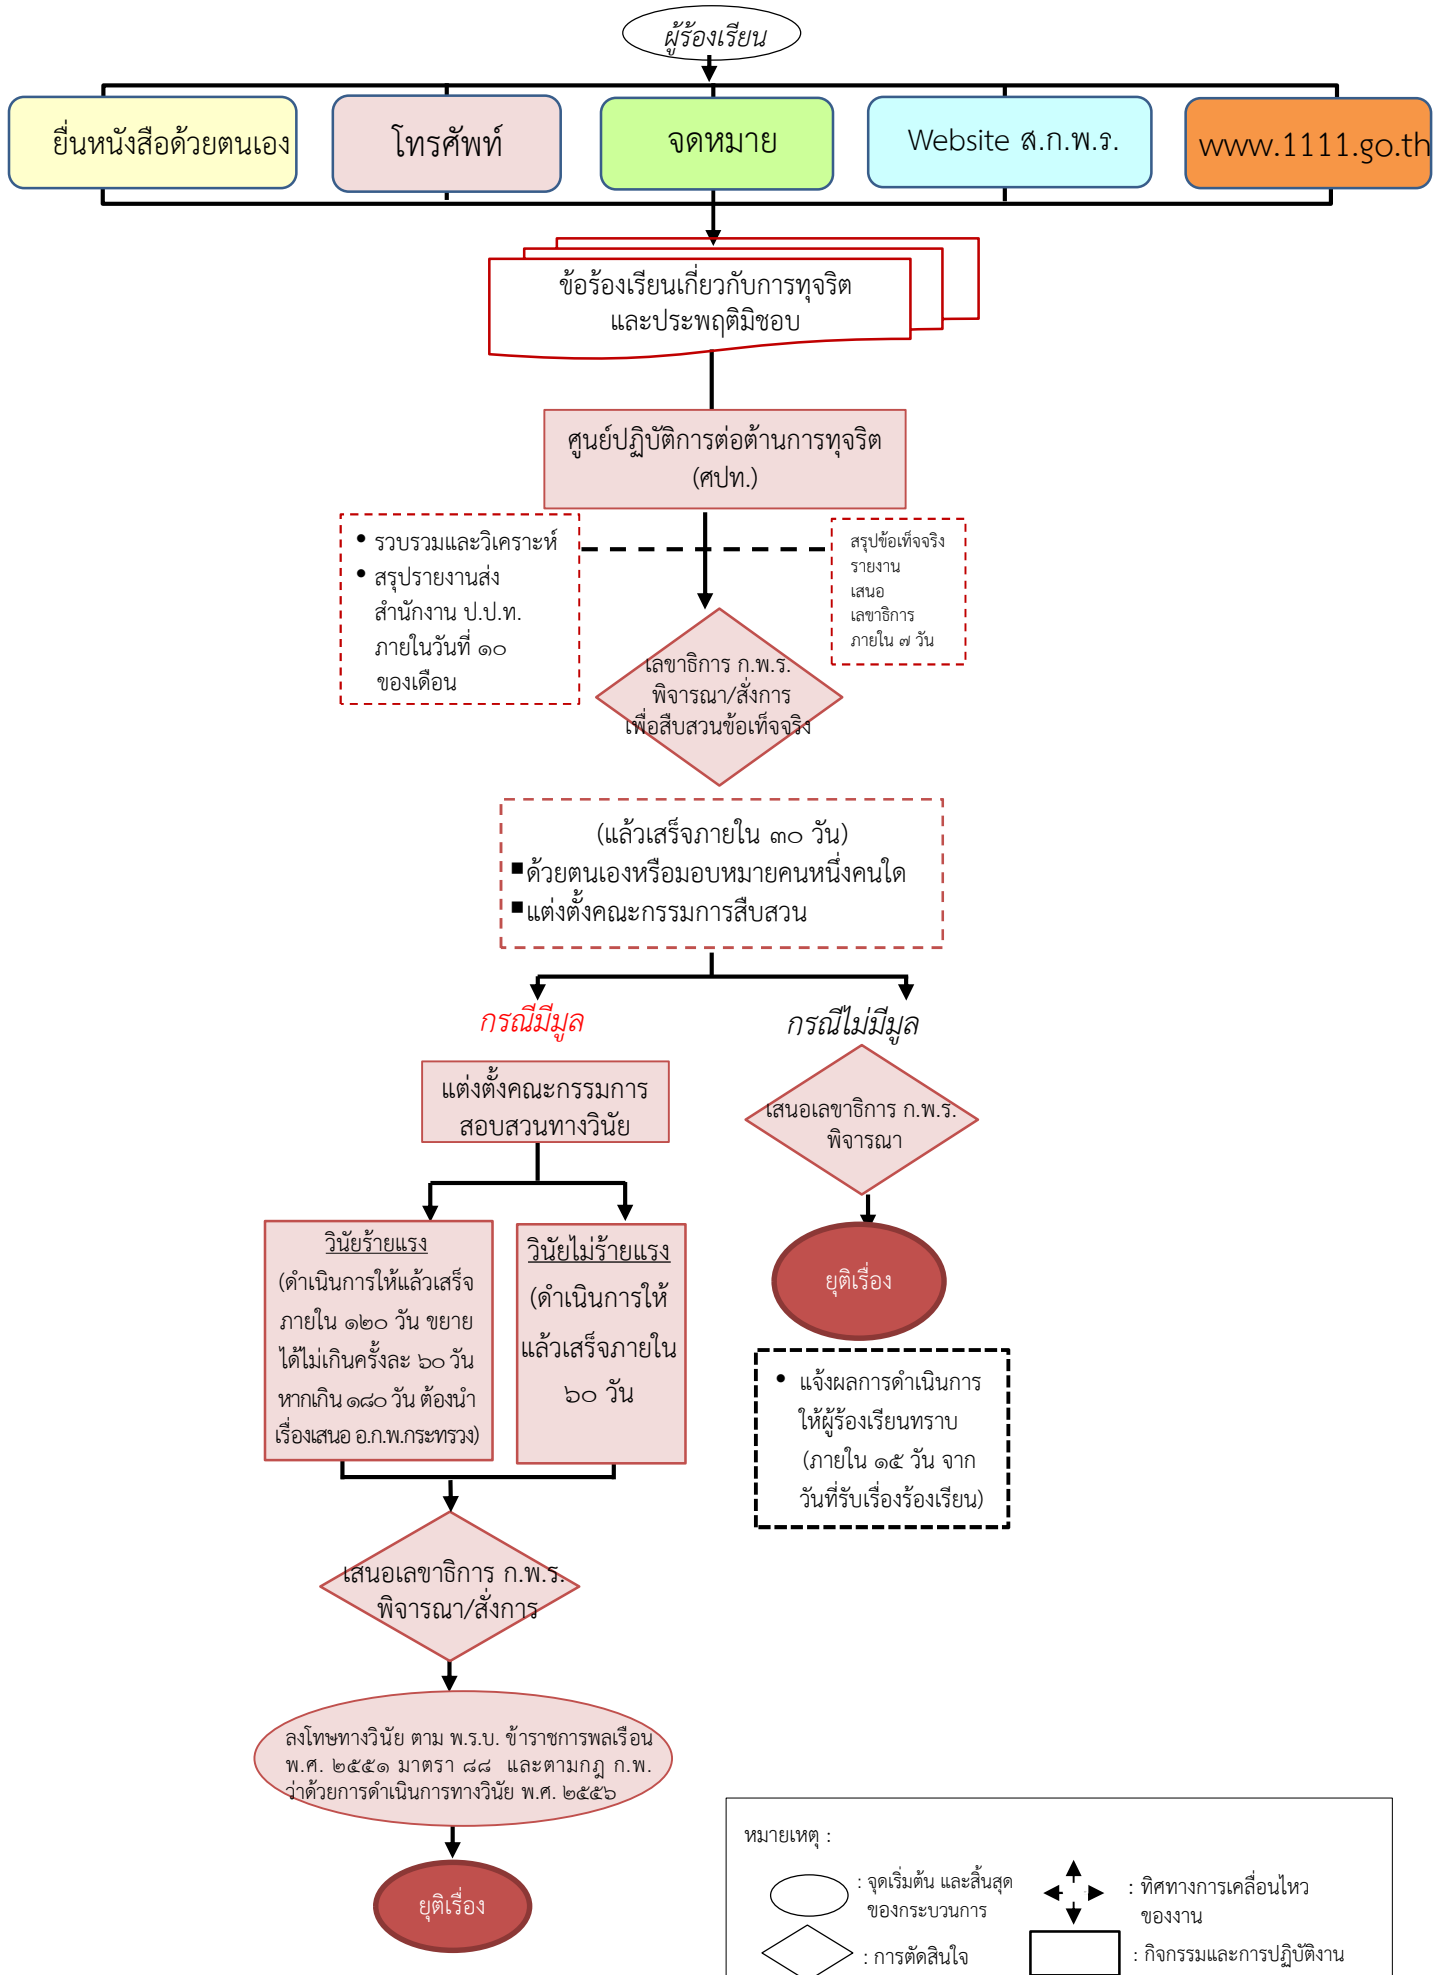 ผู้ร้องเรียน
ยื่นหนังสือด้วยตนเอง
โทรศัพท์
จดหมาย
Website ส.ก.พ.ร.
www.1111.go.th
ข้อร้องเรียนเกี่ยวกับการทุจริต
และประพฤติมิชอบ
ศูนย์ปฏิบัติการต่อต้านการทุจริต
(ศปท.)
• รวบรวมและวิเคราะห์
• สรุปรายงานส่ง
สำนักงาน ป.ป.ท.
ภายในวันที่ ๑๐
ของเดือน
สรุปข้อเท็จจริง
รายงาน
เสนอ
เลขาธิการ
ภายใน ๗ วัน
เลขาธิการ ก.พ.ร.
พิจารณา/สั่งการ
เพื่อสืบสวนข้อเท็จจริง
(แล้วเสร็จภายใน ๓๐ วัน)
▪ ด้วยตนเองหรือมอบหมายคนหนึ่งคนใด
▪ แต่งตั้งคณะกรรมการสืบสวน
กรณีมีมูล
กรณีไม่มีมูล
แต่งตั้งคณะกรรมการ
สอบสวนทางวินัย
เสนอเลขาธิการ ก.พ.ร.
พิจารณา
วินัยร้ายแรง
(ดำเนินการให้แล้วเสร็จ
ภายใน ๑๒๐ วัน ขยาย
ได้ไม่เกินครั้งละ ๖๐ วัน
หากเกิน ๑๘๐ วัน ต้องนำ
เรื่องเสนอ อ.ก.พ.กระทรวง)
วินัยไม่ร้ายแรง
(ดำเนินการให้
แล้วเสร็จภายใน
๖๐ วัน
ยุติเรื่อง
• แจ้งผลการดำเนินการ
ให้ผู้ร้องเรียนทราบ
(ภายใน ๑๕ วัน จาก
วันที่รับเรื่องร้องเรียน)
เสนอเลขาธิการ ก.พ.ร.
พิจารณา/สั่งการ
ลงโทษทางวินัย ตาม พ.ร.บ. ข้าราชการพลเรือน
พ.ศ. ๒๕๕๑ มาตรา ๘๘ และตามกฎ ก.พ.
ว่าด้วยการดำเนินการทางวินัย พ.ศ. ๒๕๕๖
ยุติเรื่อง
หมายเหตุ :
: จุดเริ่มต้น และสิ้นสุด
ของกระบวนการ
: ทิศทางการเคลื่อนไหว
ของงาน
: การตัดสินใจ
: กิจกรรมและการปฏิบัติงาน